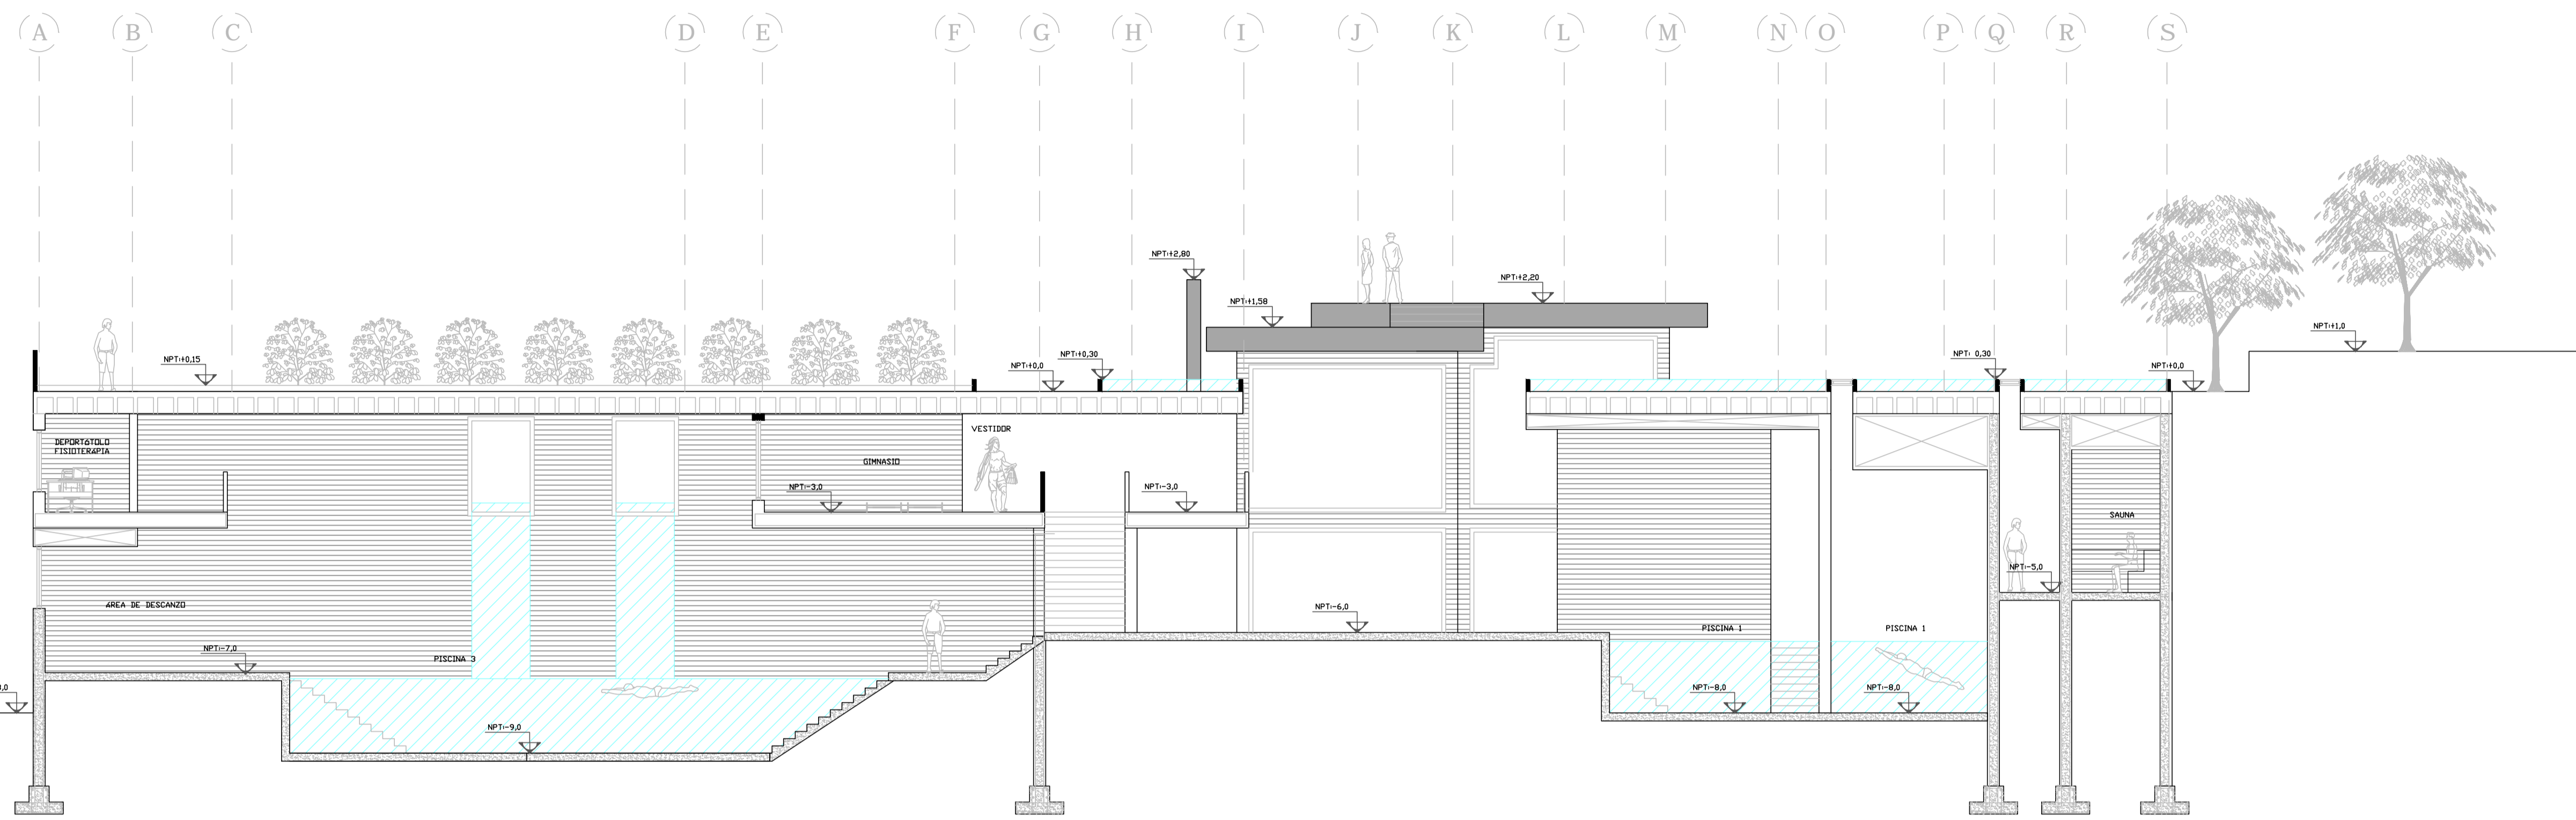 A B C D E F G H I J K L M N O P Q R S
NPT:+2,80
NPT:+2,20
NPT:+1,58
NPT:+1,0
NPT:+0,15
NPT:+0,0
NPT:+0,30
NPT: 0,30
NPT:+0,0
VESTIDOR
DEPORTÓTOLO
FISIOTERAPIA
GIMNASIO
NPT:-3,0
NPT:-3,0
SAUNA
NPT:-5,0
ÁREA DE DESCANZO
NPT:-6,0
PISCINA 1
PISCINA 1
NPT:-7,0
PISCINA 3
NPT:-8,0
NPT:-8,0
NPT:-9,0